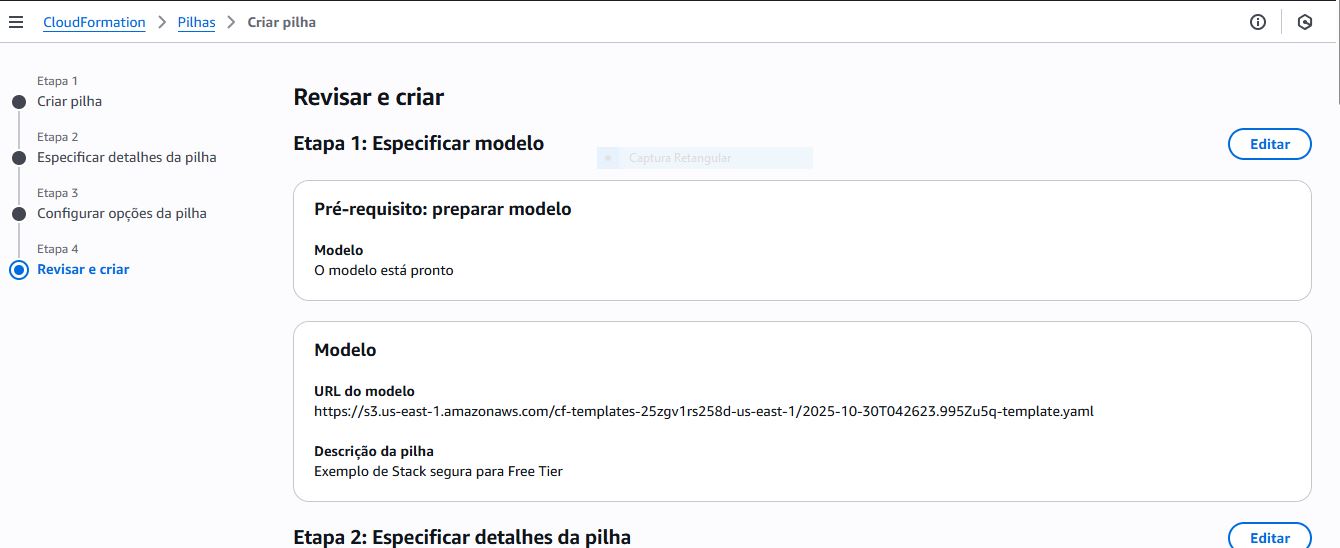 CloudFormation > Pilhas > Criar pilha
Etapa 1
Criar pilha
Etapa 2
Especificar detalhes da pilha
Etapa 3
Configurar opções da pilha
Etapa 4
Revisar e criar
Revisar e criar
Etapa 1: Especificar modelo
Captura Retangular
Editar
Pré-requisito: preparar modelo
Modelo
O modelo está pronto
Modelo
URL do modelo
https://s3.us-east-1.amazonaws.com/cf-templates-25zgv1rs258d-us-east-1/2025-10-30T042623.995Zu5q-template.yaml
Descrição da pilha
Exemplo de Stack segura para Free Tier
Etapa 2: Especificar detalhes da pilha
Editar